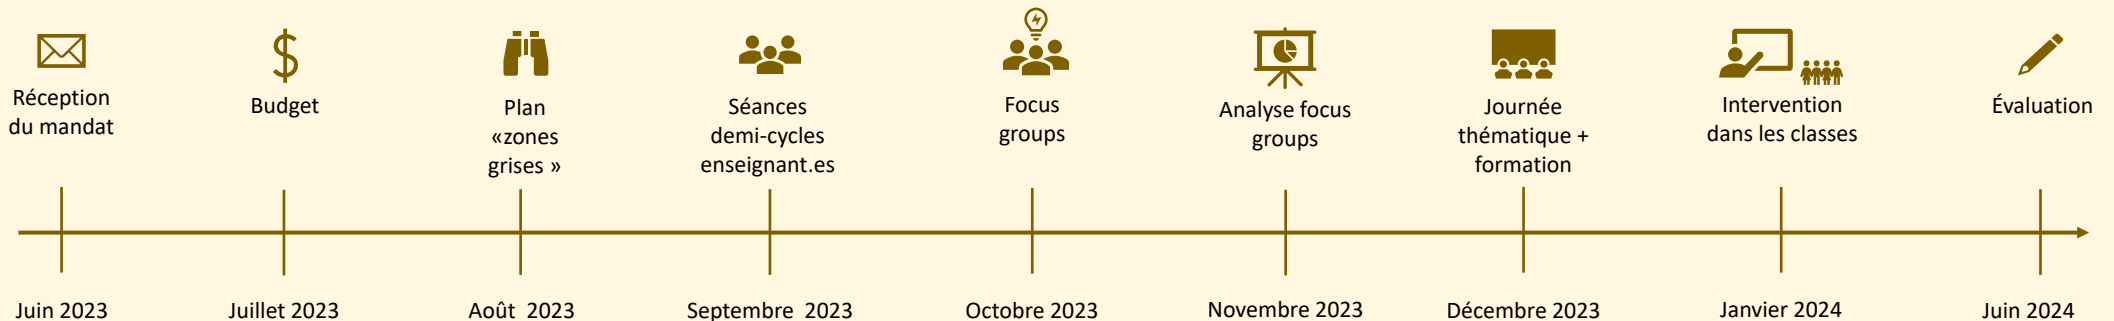 Réception
du mandat
Budget
Plan
«zones
grises »
Séances
demi-cycles
enseignant.es
Focus
groups
Analyse focus
groups
Journée
thématique +
formation
Intervention
dans les classes
Évaluation
Juin 2023
Juillet 2023
Août 2023
Septembre 2023
Octobre 2023
Novembre 2023
Décembre 2023
Janvier 2024
Juin 2024